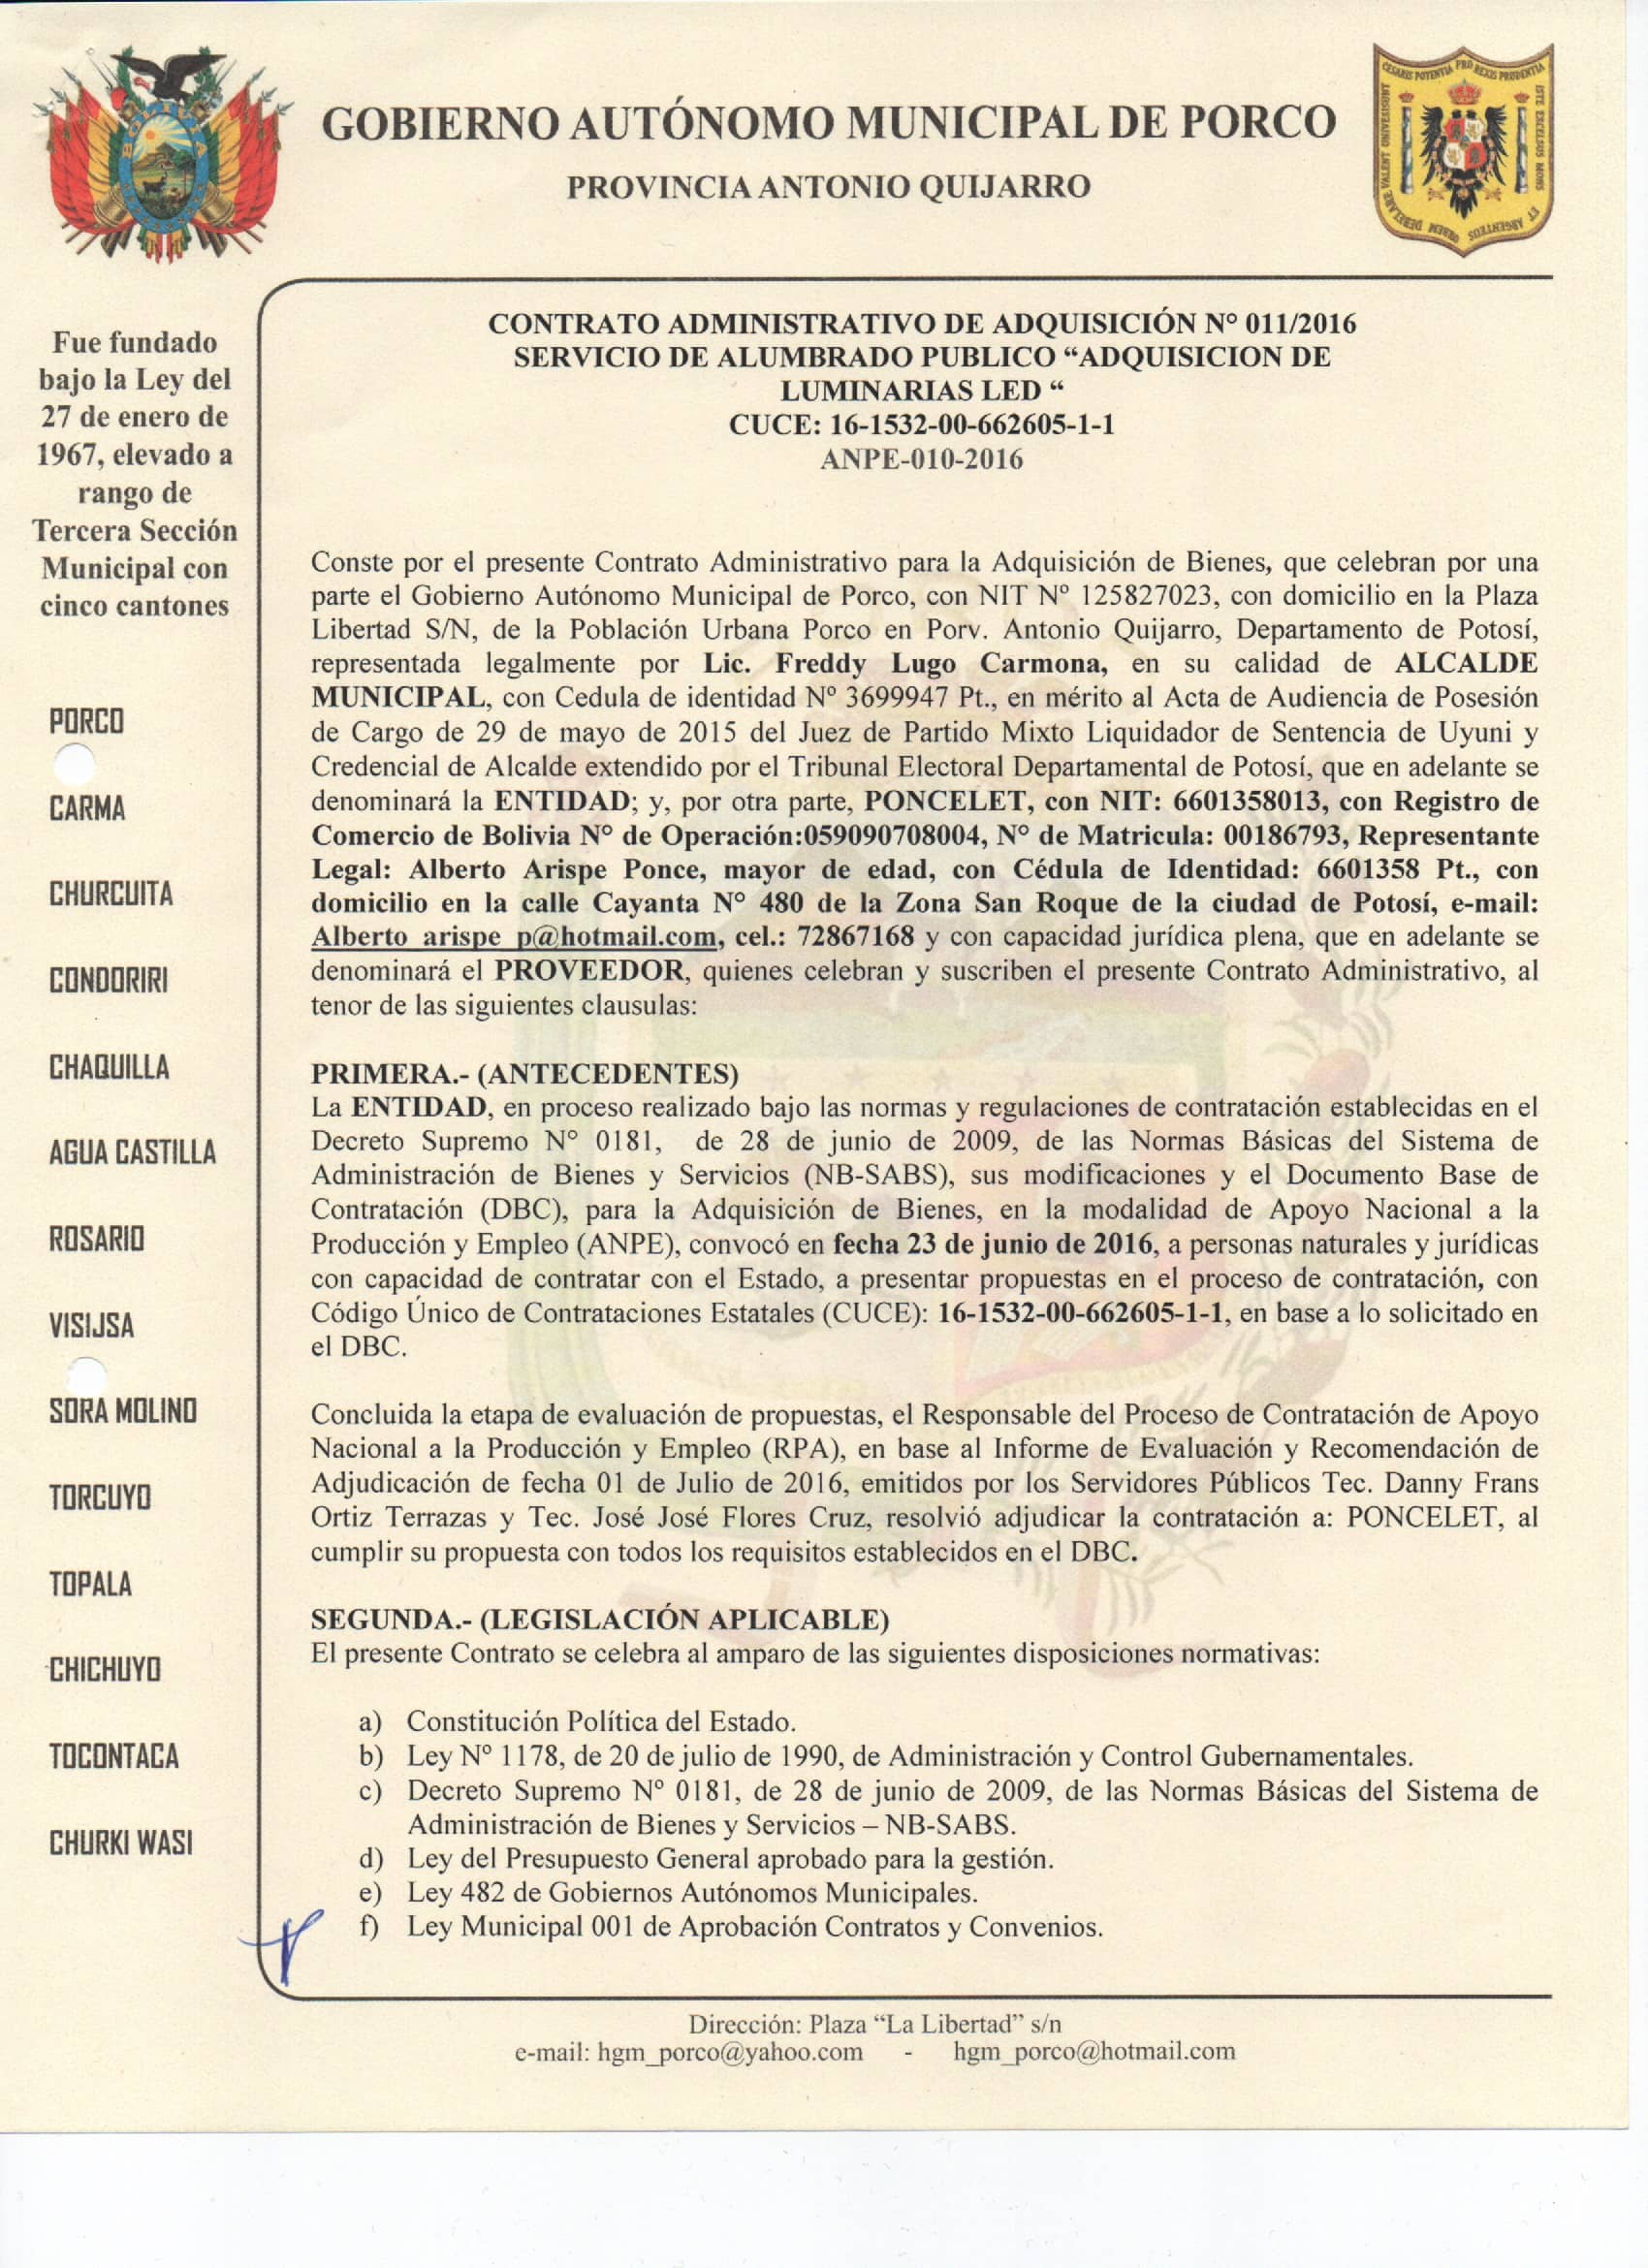 GOBIERNO AUTÓNOMO MUNICIPAL DE PORCO
PROVINCIA ANTONIO QUIJARRO
CESARIS POTENTIA PRO REXIS PRUDENTIA
ISTE EXCELSUS MONS
ET ARGENTEUS
ORBEM DEBELARE VALENT UNIVERSUM
BOLIVIA
Fue fundado
bajo la Ley del
27 de enero de
1967, elevado a
rango de
Tercera Sección
Municipal con
cinco cantones
PORCO
CARMA
CHURCUITA
CONDORIRI
CHAQUILLA
AGUA CASTILLA
ROSARIO
VISIJSA
SORA MOLINO
TORCUYO
TOPALA
CHICHUYO
TOCONTACA
CHURKI WASI
CONTRATO ADMINISTRATIVO DE ADQUISICIÓN Nº 011/2016
SERVICIO DE ALUMBRADO PUBLICO “ADQUISICION DE
LUMINARIAS LED “
CUCE: 16-1532-00-662605-1-1
ANPE-010-2016
Conste por el presente Contrato Administrativo para la Adquisición de Bienes, que celebran por una
parte el Gobierno Autónomo Municipal de Porco, con NIT Nº 125827023, con domicilio en la Plaza
Libertad S/N, de la Población Urbana Porco en Porv. Antonio Quijarro, Departamento de Potosí,
representada legalmente por Lic. Freddy Lugo Carmona, en su calidad de ALCALDE
MUNICIPAL, con Cedula de identidad Nº 3699947 Pt., en mérito al Acta de Audiencia de Posesión
de Cargo de 29 de mayo de 2015 del Juez de Partido Mixto Liquidador de Sentencia de Uyuni y
Credencial de Alcalde extendido por el Tribunal Electoral Departamental de Potosí, que en adelante se
denominará la ENTIDAD; y, por otra parte, PONCELET, con NIT: 6601358013, con Registro de
Comercio de Bolivia Nº de Operación:059090708004, Nº de Matricula: 00186793, Representante
Legal: Alberto Arispe Ponce, mayor de edad, con Cédula de Identidad: 6601358 Pt., con
domicilio en la calle Cayanta Nº 480 de la Zona San Roque de la ciudad de Potosí, e-mail:
Alberto_arispe_p@hotmail.com, cel.: 72867168 y con capacidad jurídica plena, que en adelante se
denominará el PROVEEDOR, quienes celebran y suscriben el presente Contrato Administrativo, al
tenor de las siguientes clausulas:
PRIMERA.- (ANTECEDENTES)
La ENTIDAD, en proceso realizado bajo las normas y regulaciones de contratación establecidas en el
Decreto Supremo Nº 0181, de 28 de junio de 2009, de las Normas Básicas del Sistema de
Administración de Bienes y Servicios (NB-SABS), sus modificaciones y el Documento Base de
Contratación (DBC), para la Adquisición de Bienes, en la modalidad de Apoyo Nacional a la
Producción y Empleo (ANPE), convocó en fecha 23 de junio de 2016, a personas naturales y jurídicas
con capacidad de contratar con el Estado, a presentar propuestas en el proceso de contratación, con
Código Único de Contrataciones Estatales (CUCE): 16-1532-00-662605-1-1, en base a lo solicitado en
el DBC.
Concluida la etapa de evaluación de propuestas, el Responsable del Proceso de Contratación de Apoyo
Nacional a la Producción y Empleo (RPA), en base al Informe de Evaluación y Recomendación de
Adjudicación de fecha 01 de Julio de 2016, emitidos por los Servidores Públicos Tec. Danny Frans
Ortiz Terrazas y Tec. José José Flores Cruz, resolvió adjudicar la contratación a: PONCELET, al
cumplir su propuesta con todos los requisitos establecidos en el DBC.
SEGUNDA.- (LEGISLACIÓN APLICABLE)
El presente Contrato se celebra al amparo de las siguientes disposiciones normativas:
a) Constitución Política del Estado.
b) Ley Nº 1178, de 20 de julio de 1990, de Administración y Control Gubernamentales.
c) Decreto Supremo Nº 0181, de 28 de junio de 2009, de las Normas Básicas del Sistema de
Administración de Bienes y Servicios – NB-SABS.
d) Ley del Presupuesto General aprobado para la gestión.
e) Ley 482 de Gobiernos Autónomos Municipales.
f) Ley Municipal 001 de Aprobación Contratos y Convenios.
Dirección: Plaza “La Libertad” s/n
e-mail: hgm_porco@yahoo.com - hgm_porco@hotmail.com